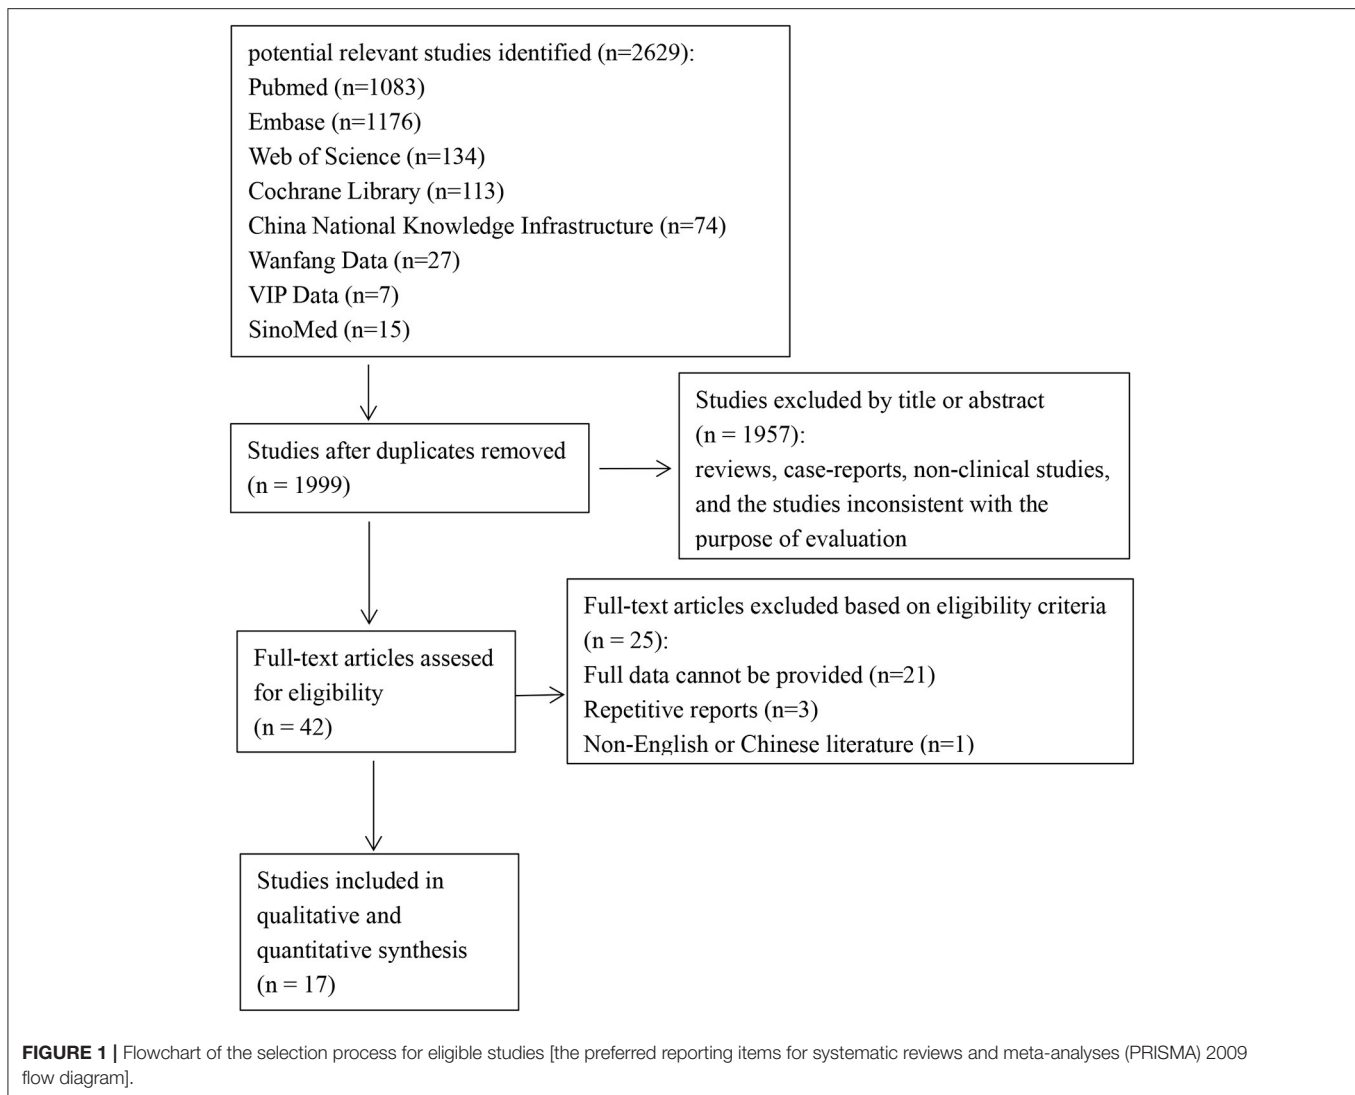 potential relevant studies identified (n=2629):
Pubmed (n=1083)
Embase (n=1176)
Web of Science (n=134)
Cochrane Library (n=113)
China National Knowledge Infrastructure (n=74)
Wanfang Data (n=27)
VIP Data (n=7)
SinoMed (n=15)
Studies after duplicates removed
(n = 1999)
Studies excluded by title or abstract
(n = 1957):
reviews, case-reports, non-clinical studies,
and the studies inconsistent with the
purpose of evaluation
Full-text articles assesed
for eligibility
(n = 42)
Full-text articles excluded based on eligibility criteria
(n = 25):
Full data cannot be provided (n=21)
Repetitive reports (n=3)
Non-English or Chinese literature (n=1)
Studies included in
qualitative and
quantitative synthesis
(n = 17)
FIGURE 1 | Flowchart of the selection process for eligible studies [the preferred reporting items for systematic reviews and meta-analyses (PRISMA) 2009
flow diagram].